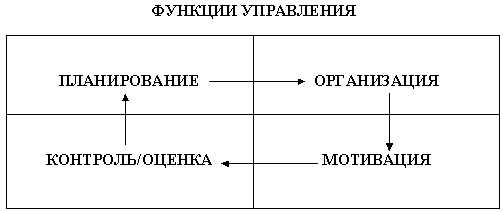 ФУНКЦИИ УПРАВЛЕНИЯ
ПЛАНИРОВАНИЕ
ОРГАНИЗАЦИЯ
КОНТРОЛЬ/ОЦЕНКА
МОТИВАЦИЯ